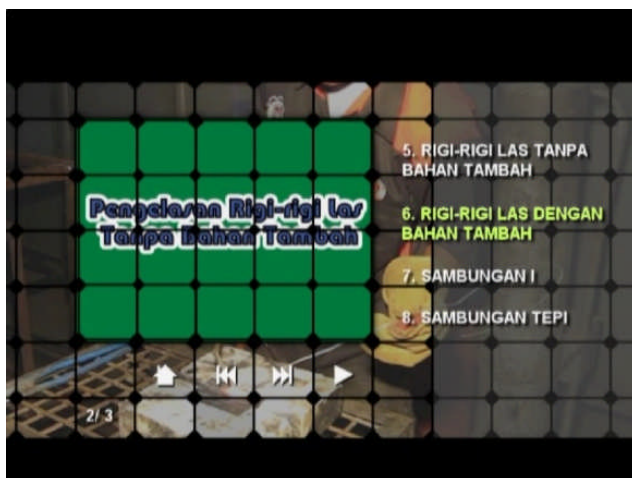 Pengelasan Rigi-rigi Las
Tanpa Bahan Tambah
5. RIGI-RIGI LAS TANPA
BAHAN TAMBAH
6. RIGI-RIGI LAS DENGAN
BAHAN TAMBAH
7. SAMBUNGAN I
8. SAMBUNGAN TEPI
2/ 3